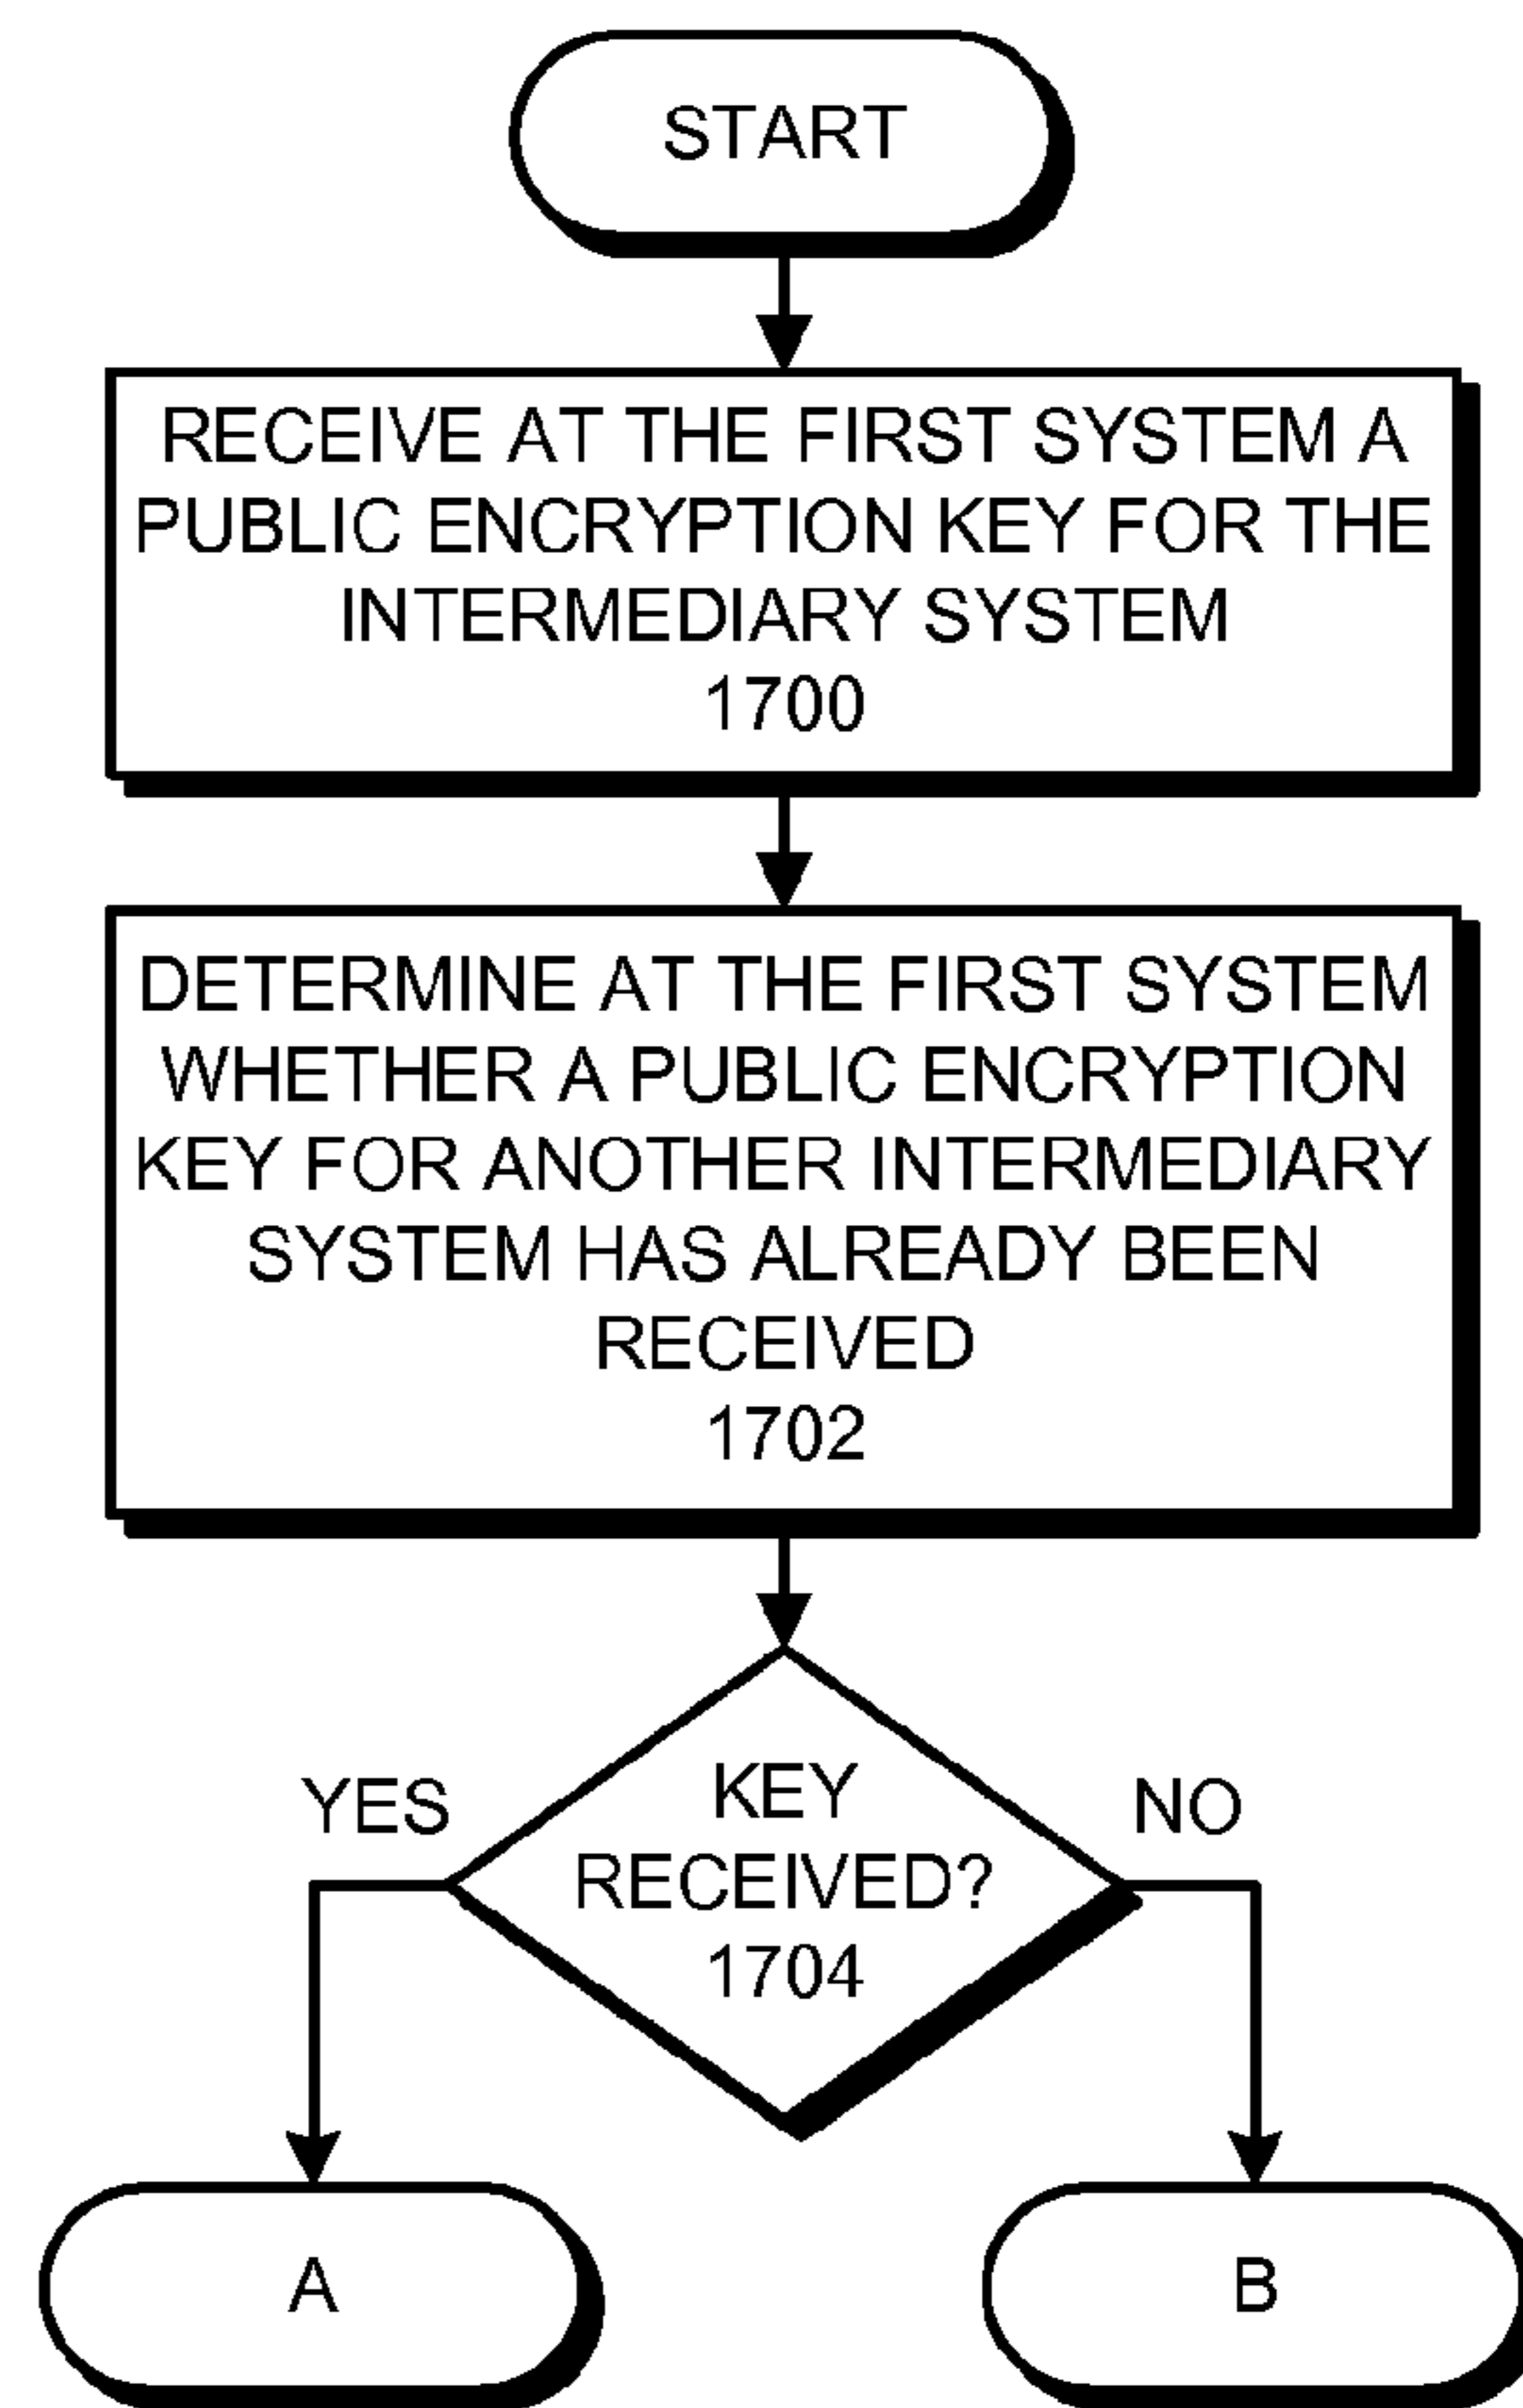 START
RECEIVE AT THE FIRST SYSTEM A
PUBLIC ENCRYPTION KEY FOR THE
INTERMEDIARY SYSTEM
1700
DETERMINE AT THE FIRST SYSTEM
WHETHER A PUBLIC ENCRYPTION
KEY FOR ANOTHER INTERMEDIARY
SYSTEM HAS ALREADY BEEN
RECEIVED
1702
KEY
RECEIVED?
1704
YES
NO
A
B